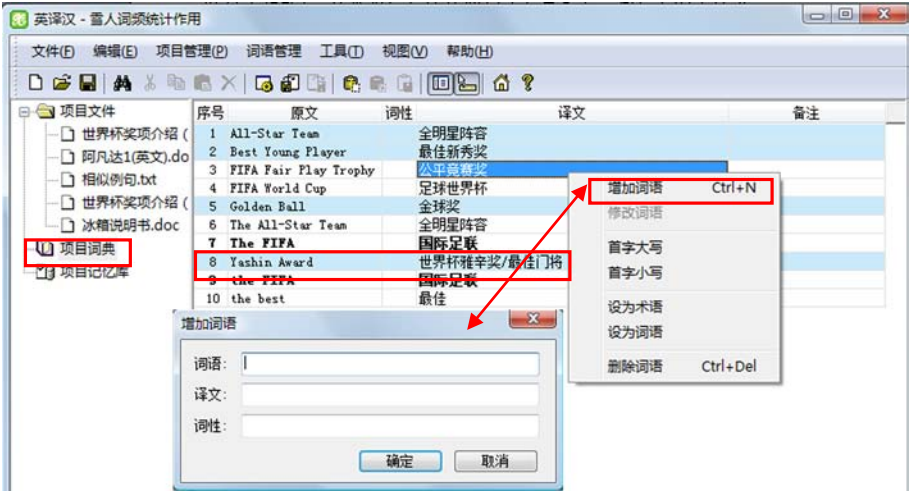 英译汉 - 雪人词频统计作用
文件(F) 编辑(E) 项目管理(P) 词语管理 工具(T) 视图(V) 帮助(H)
项目文件
世界杯奖项介绍 (
阿凡达1(英文).do
相似例句.txt
世界杯奖项介绍 (
冰箱说明书.doc
项目词典
项目记忆库
序号 原文 词性 译文 备注
1 All-Star Team 全明星阵容
2 Best Young Player 最佳新秀奖
3 FIFA Fair Play Trophy 公平竟赛奖
4 FIFA World Cup 足球世界杯
5 Golden Ball 金球奖
6 The All-Star Team 全明星阵容
7 The FIFA 国际足联
8 Yashin Award 世界杯雅辛奖/最佳门将
9 the FIFA 国际足联
10 the best 最佳
增加词语 Ctrl+N
修改词语
首字大写
首字小写
设为术语
设为词语
删除词语 Ctrl+Del
增加词语
词语:
译文:
词性:
确定 取消